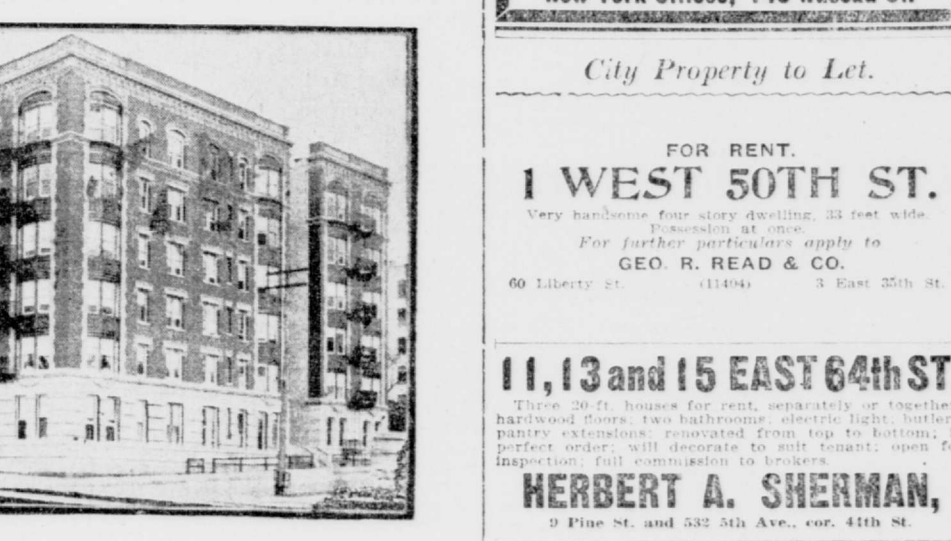 City Property to Let.
FOR RENT.
1 WEST 50TH ST.
Very handsome four story dwelling, 33 feet wide.
Possession at once.
For further particulars apply to
GEO. R. READ & CO.
60 Liberty St. (11404) 3 East 35th St.
11, 13 and 15 EAST 64th ST
Three 20-ft. houses for rent, separately or together
hardwood floors; two bathrooms; electric light; butler
pantry extensions; renovated from top to bottom;
perfect order; will decorate to suit tenant; open f
inspection; full commission to brokers.
HERBERT A. SHERMAN,
9 Pine St. and 532 5th Ave., cor. 44th St.